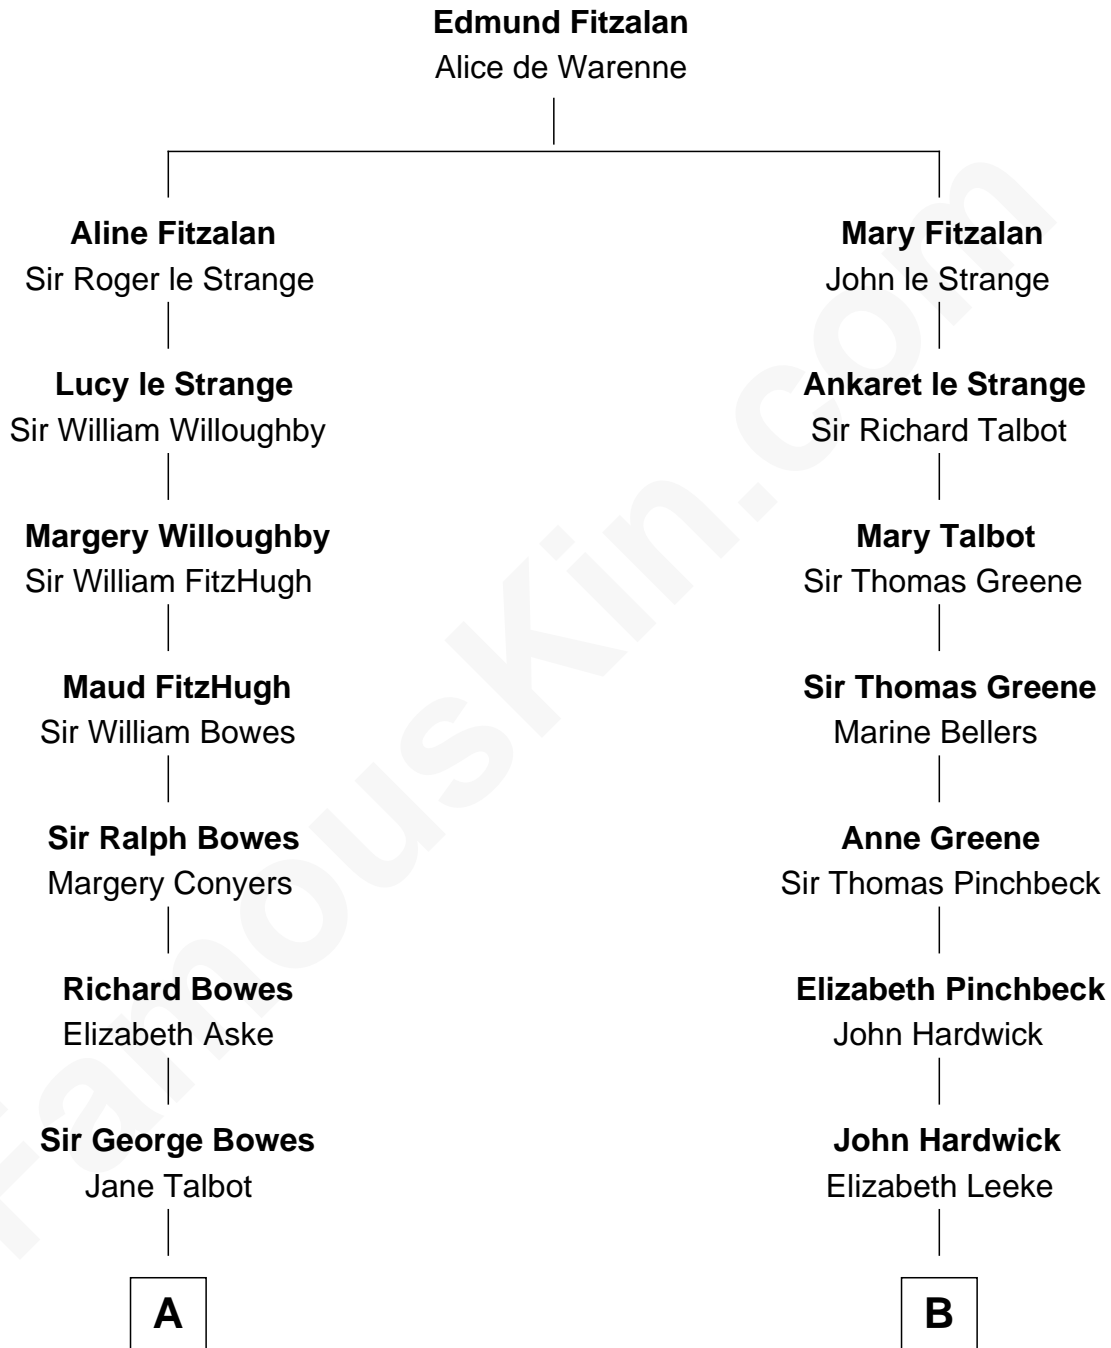 Edmund Fitzalan
Alice de Warenne
Aline Fitzalan
Sir Roger le Strange
Mary Fitzalan
John le Strange
Lucy le Strange
Sir William Willoughby
Ankaret le Strange
Sir Richard Talbot
Margery Willoughby
Sir William FitzHugh
Mary Talbot
Sir Thomas Greene
Maud FitzHugh
Sir William Bowes
Sir Thomas Greene
Marine Bellers
Sir Ralph Bowes
Margery Conyers
Anne Greene
Sir Thomas Pinchbeck
Richard Bowes
Elizabeth Aske
Elizabeth Pinchbeck
John Hardwick
Sir George Bowes
Jane Talbot
John Hardwick
Elizabeth Leeke
A
B
FamousKin.com